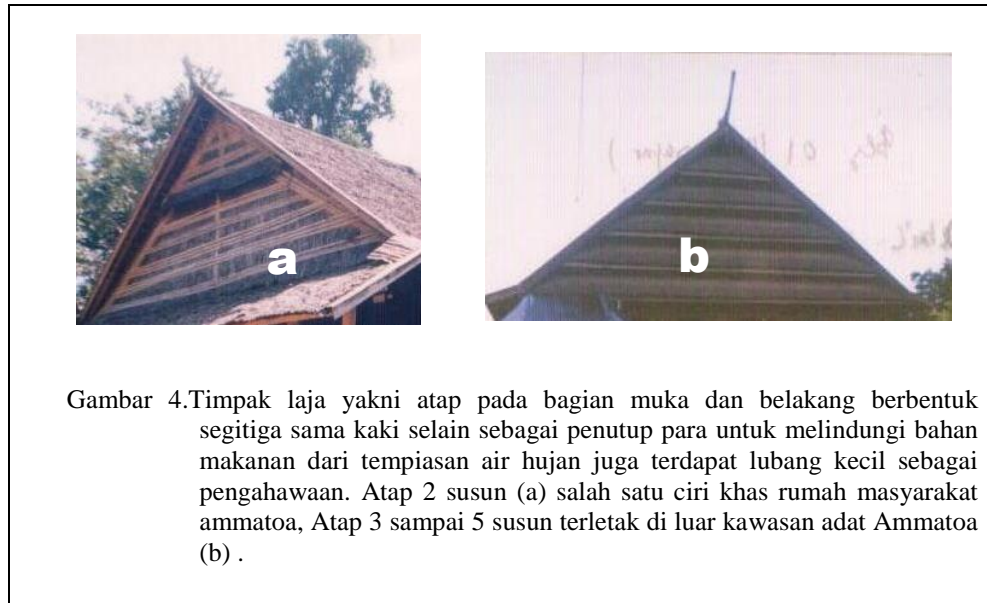 a
b
Gambar 4.Timpak laja yakni atap pada bagian muka dan belakang berbentuk
segitiga sama kaki selain sebagai penutup para untuk melindungi bahan
makanan dari tempiasan air hujan juga terdapat lubang kecil sebagai
pengahawaan. Atap 2 susun (a) salah satu ciri khas rumah masyarakat
ammatoa, Atap 3 sampai 5 susun terletak di luar kawasan adat Ammatoa
(b) .